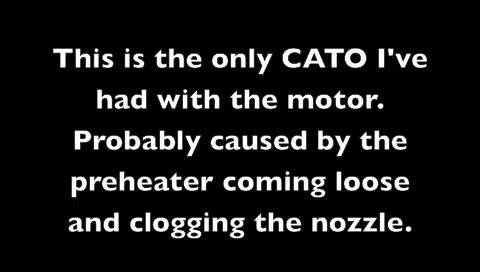 This is the only CATO I've
had with the motor.
Probably caused by the
preheater coming loose
and clogging the nozzle.